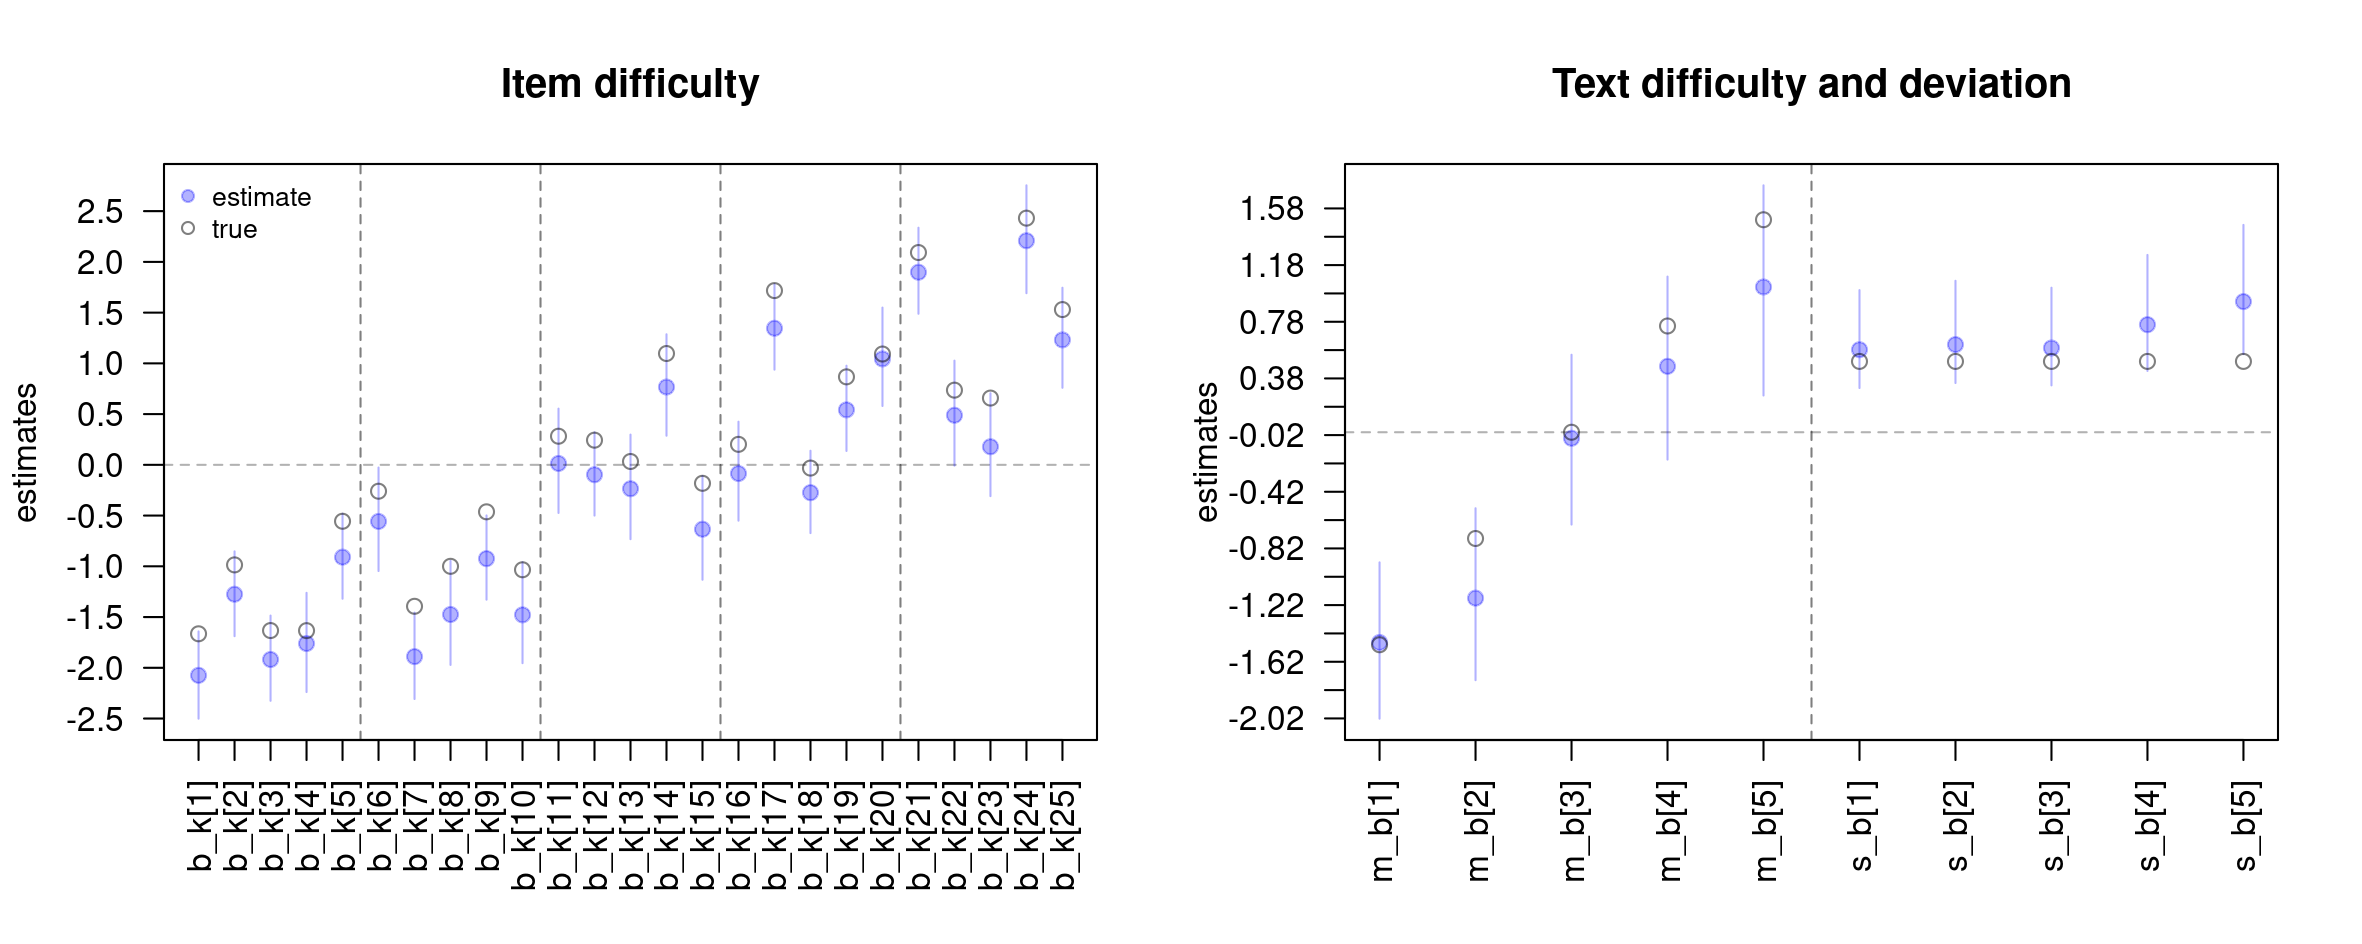 Item difficulty
estimate
true
estimates
2.5
2.0
1.5
1.0
0.5
0.0
-0.5
-1.0
-1.5
-2.0
-2.5
b_k[1]
b_k[2]
b_k[3]
b_k[4]
b_k[5]
b_k[6]
b_k[7]
b_k[8]
b_k[9]
b_k[10]
b_k[11]
b_k[12]
b_k[13]
b_k[14]
b_k[15]
b_k[16]
b_k[17]
b_k[18]
b_k[19]
b_k[20]
b_k[21]
b_k[22]
b_k[23]
b_k[24]
b_k[25]
Text difficulty and deviation
estimates
1.58
1.18
0.78
0.38
-0.02
-0.42
-0.82
-1.22
-1.62
-2.02
m_b[1]
m_b[2]
m_b[3]
m_b[4]
m_b[5]
s_b[1]
s_b[2]
s_b[3]
s_b[4]
s_b[5]